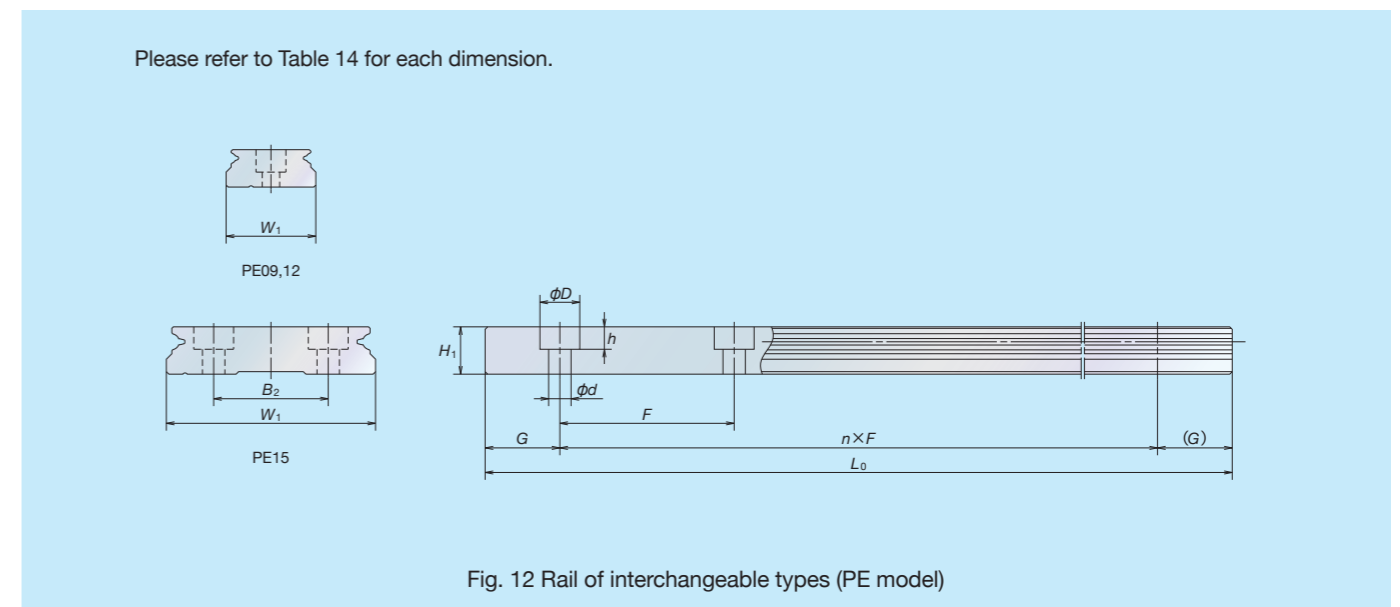 Please refer to Table 14 for each dimension.
W₁
PE09,12
B₂
W₁
PE15
ϕD
h
H₁
ϕd
F
G
n×F
(G)
L₀
Fig. 12 Rail of interchangeable types (PE model)